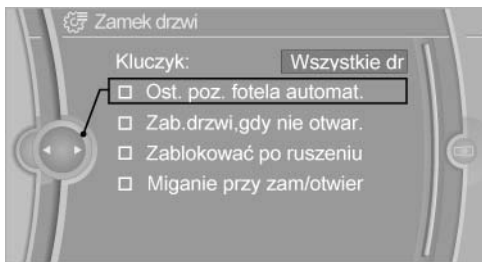 Zamek drzwi
Kluczyk: Wszystkie dr
Ost. poz. fotela automat.
Zab.drzwi,gdy nie otwar.
Zablokować po ruszeniu
Miganie przy zam/otwier